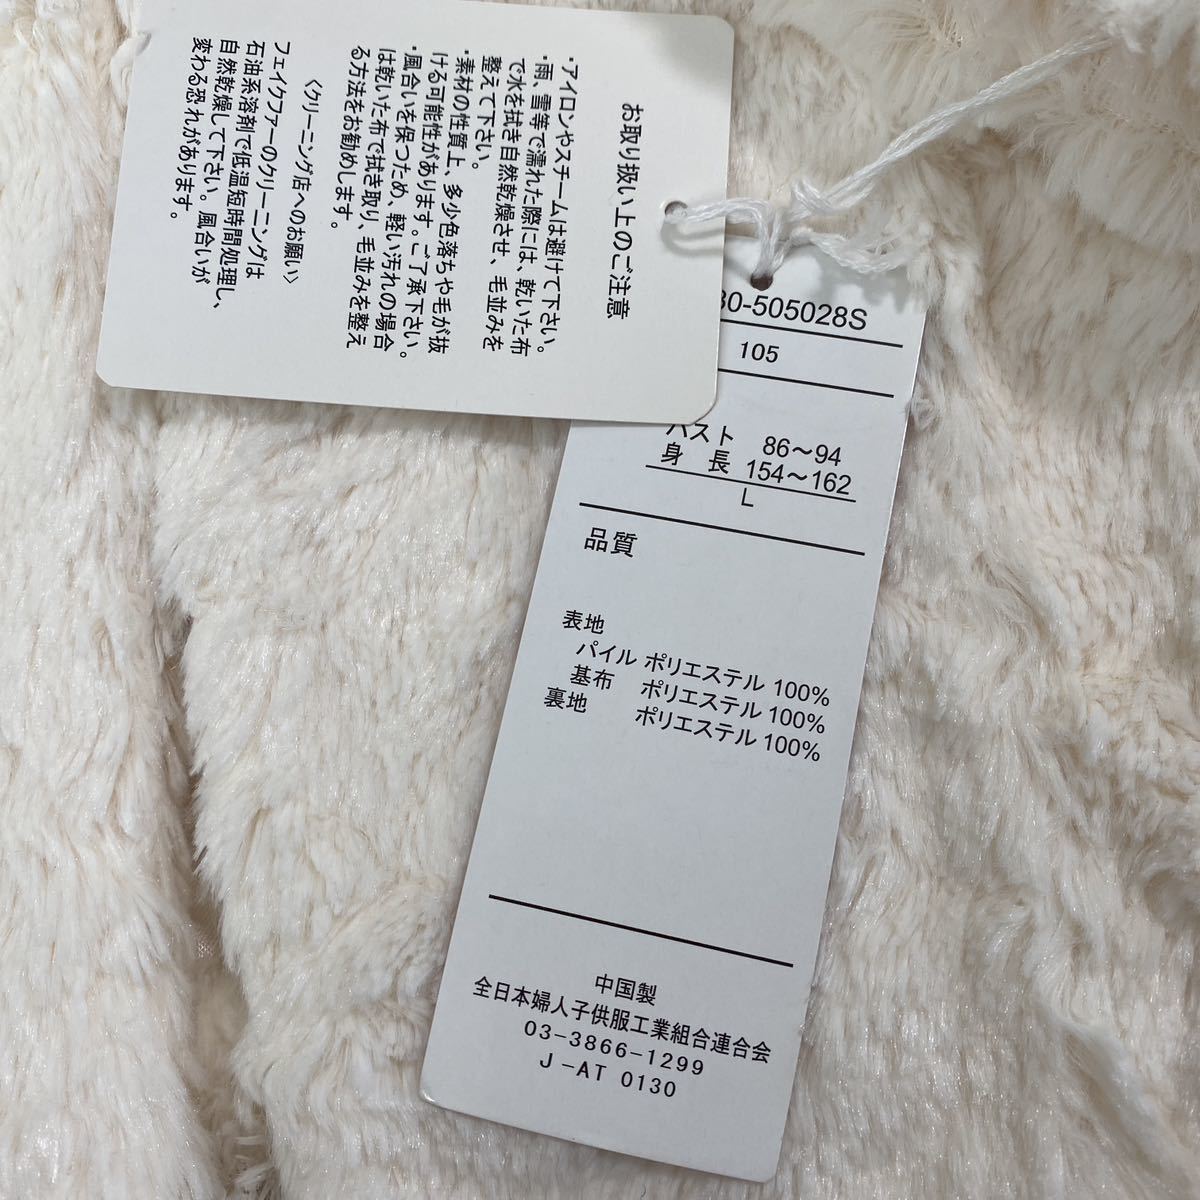 お取り扱い上のご注意
・アイロンやスチームは避けて下さい。
・雨、雪等で濡れた際には、乾いた布
で水を拭き自然乾燥させ、毛並みを
整えて下さい。
・素材の性質上、多少色落ちや毛が抜
ける可能性があります。ご了承下さい。
・風合いを保つため、軽い汚れの場合
は乾いた布で拭き取り、毛並みを整え
る方法をお勧めします。
〈クリーニング店へのお願い〉
フェイクファーのクリーニングは
石油系溶剤で低温短時間処理し、
自然乾燥して下さい。風合いが
変わる恐れがあります。
30-505028S
105
バスト 86〜94
身長 154〜162
L
品質
表地
パイル ポリエステル 100%
基布 ポリエステル 100%
裏地 ポリエステル 100%
中国製
全日本婦人子供服工業組合連合会
03-3866-1299
J-AT 0130